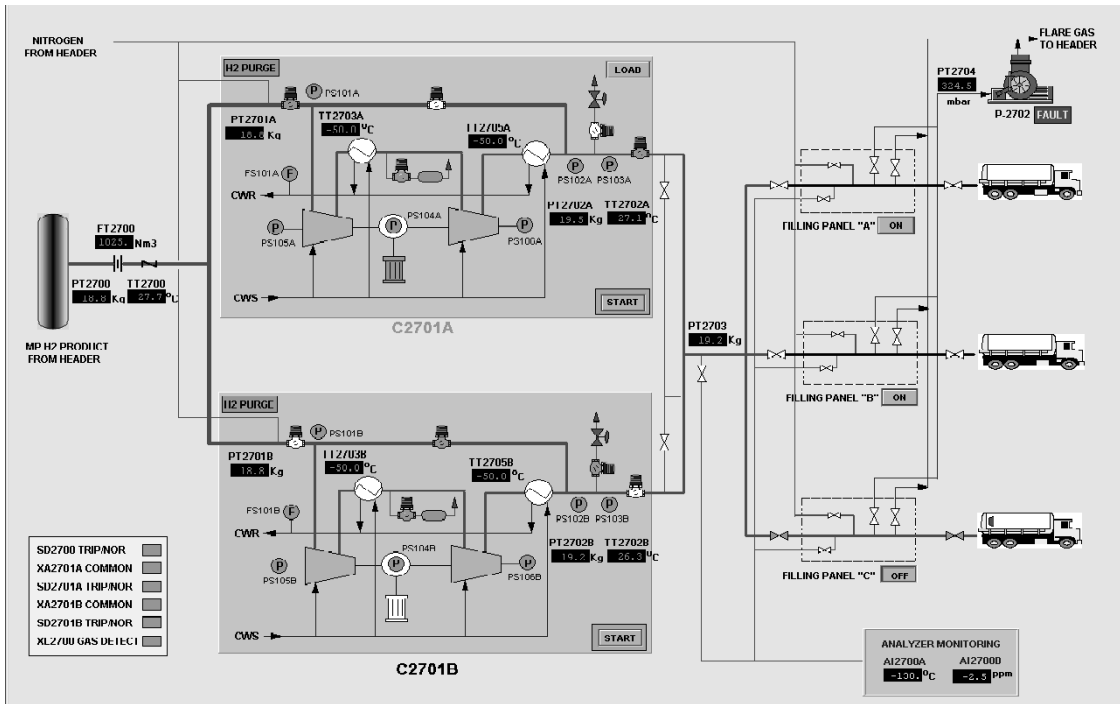 NITROGEN
FROM HEADER
H2 PURGE
LOAD
PS101A
PT2701A
18.8 Kg
TT2703A
-50.0 °C
TT2705A
-50.0 °C
FS101A
F
CWR
P
PS102A
P
PS103A
PT2702A
19.5 Kg
TT2702A
27.1 °C
PS104A
P
PS105A
P
PS100A
P
CWS
START
C2701A
FT2700
1025. Nm3
PT2700
18.8 Kg
TT2700
27.7 °C
MP H2 PRODUCT
FROM HEADER
H2 PURGE
P
PS101B
PT2701B
18.8 Kg
TT2703B
-50.0 °C
TT2705B
-50.0 °C
FS101B
F
CWR
P
PS102B
P
PS103B
PT2702B
19.2 Kg
TT2702B
26.3 °C
PS104B
P
PS105B
P
PS106B
P
CWS
START
C2701B
SD2700 TRIP/NOR
XA2701A COMMON
SD2701A TRIP/NOR
XA2701B COMMON
SD2701B TRIP/NOR
XL2700 GAS DETECT
PT2703
19.2 Kg
PT2704
324.5
mbar
FLARE GAS
TO HEADER
P-2702
FAULT
FILLING PANEL "A"
ON
FILLING PANEL "B"
ON
FILLING PANEL "C"
OFF
ANALYZER MONITORING
AI2700A
°C
-2.5 ppm